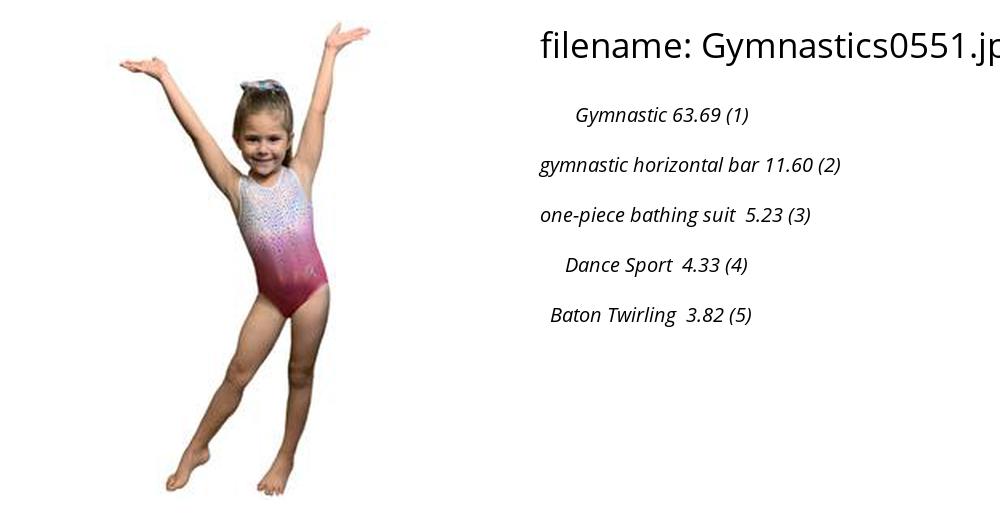 filename: Gymnastics0551.jp
Gymnastic 63.69 (1)
gymnastic horizontal bar 11.60 (2)
one-piece bathing suit 5.23 (3)
Dance Sport 4.33 (4)
Baton Twirling 3.82 (5)